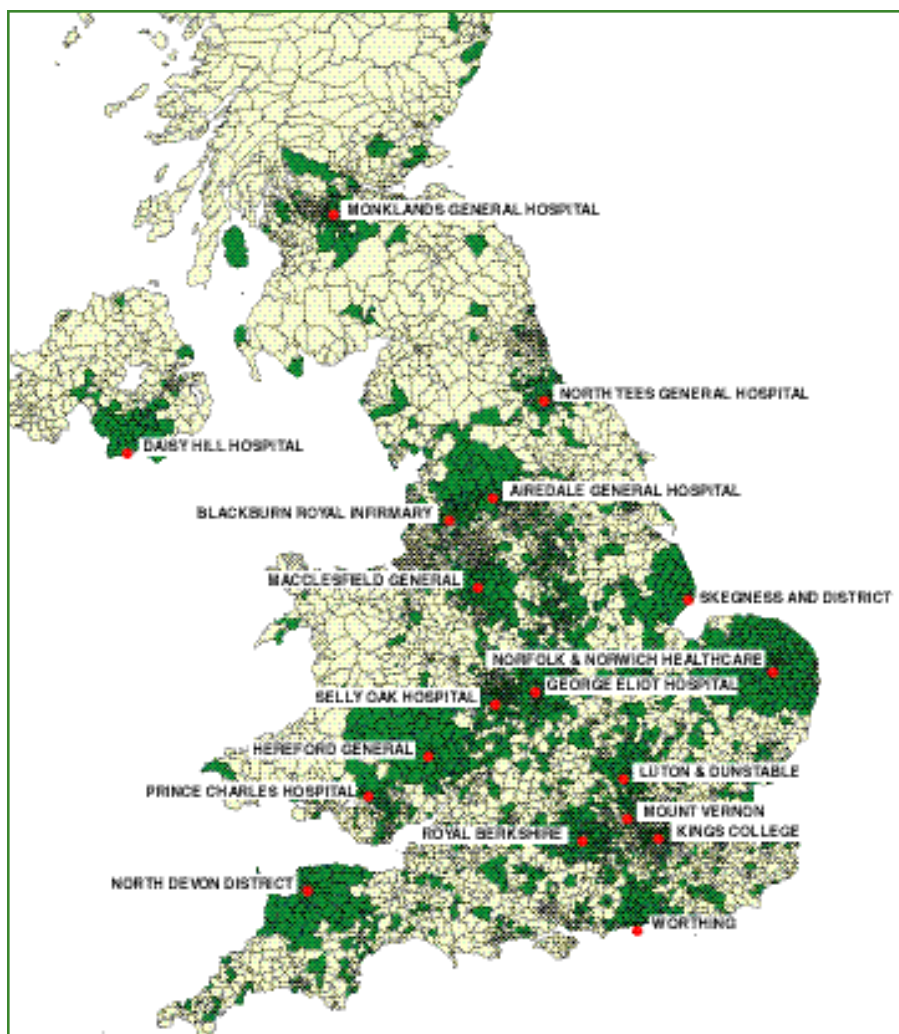 MONKLANDS GENERAL HOSPITAL
NORTH TEES GENERAL HOSPITAL
DAISY HILL HOSPITAL
AIREDALE GENERAL HOSPITAL
BLACKBURN ROYAL INFIRMARY
MACCLESFIELD GENERAL
SKEGNESS AND DISTRICT
NORFOLK & NORWICH HEALTHCARE
GEORGE ELIOT HOSPITAL
SELLY OAK HOSPITAL
HEREFORD GENERAL
LUTON & DUNSTABLE
PRINCE CHARLES HOSPITAL
MOUNT VERNON
ROYAL BERKSHIRE
KINGS COLLEGE
NORTH DEVON DISTRICT
WORTHING